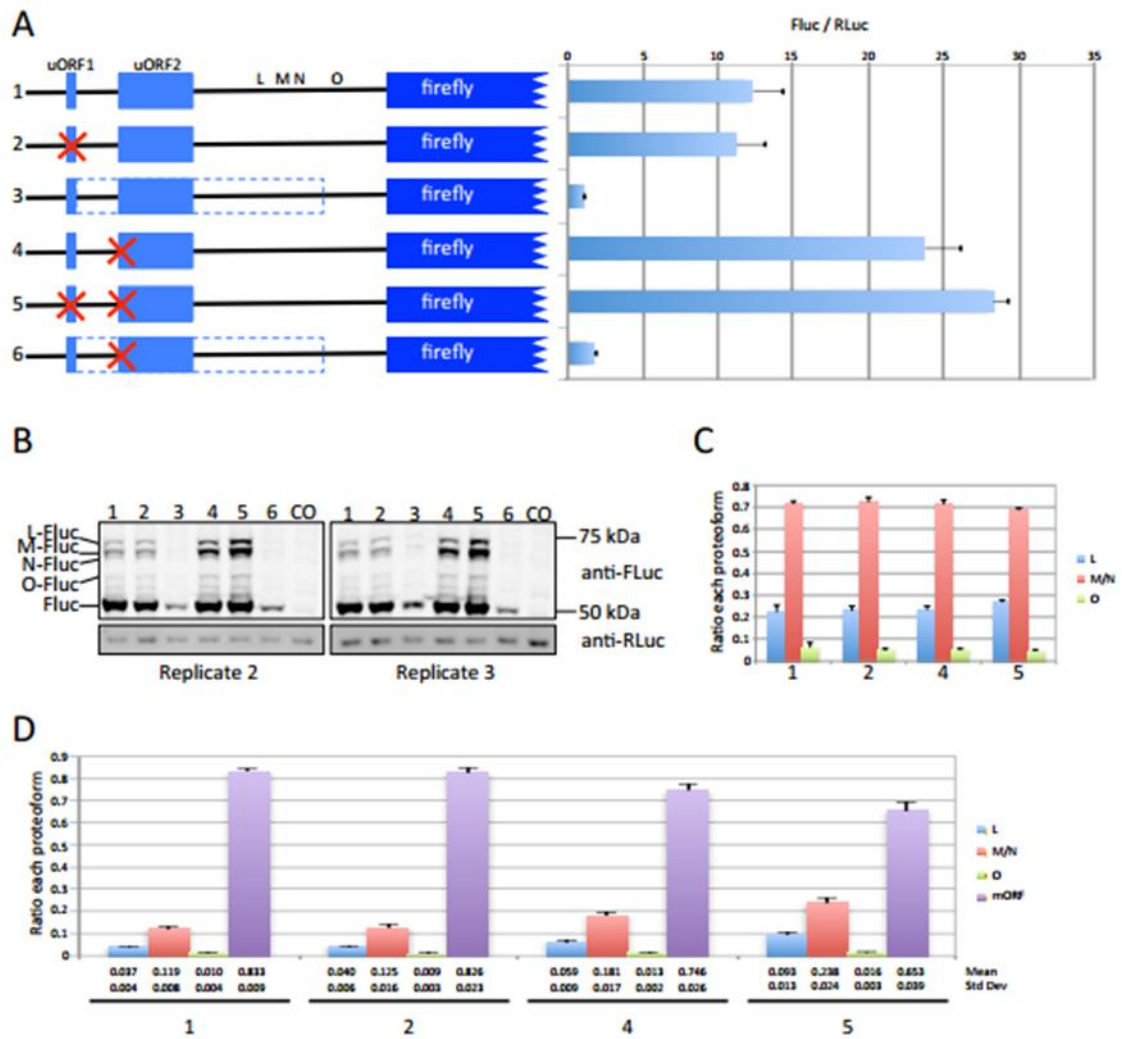 A
Fluc / RLuc
0 5 10 15 20 25 30 35
uORF1 uORF2
L M N O
1 firefly
2 firefly
3 firefly
4 firefly
5 firefly
6 firefly
B
1 2 3 4 5 6 CO 1 2 3 4 5 6 CO
L-Fluc
M-Fluc
N-Fluc
O-Fluc
Fluc
75 kDa
anti-FLuc
50 kDa
anti-RLuc
Replicate 2 Replicate 3
C
Ratio each proteoform
0.8
0.7
0.6
0.5
0.4
0.3
0.2
0.1
0
1 2 4 5
L
M/N
O
D
Ratio each proteoform
0.9
0.8
0.7
0.6
0.5
0.4
0.3
0.2
0.1
0
L
M/N
O
mORF
0.037 0.119 0.010 0.833 0.040 0.125 0.009 0.826 0.059 0.181 0.013 0.746 0.093 0.238 0.016 0.653 Mean
0.004 0.008 0.004 0.009 0.006 0.016 0.003 0.023 0.009 0.017 0.002 0.026 0.013 0.024 0.003 0.039 Std Dev
1 2 4 5